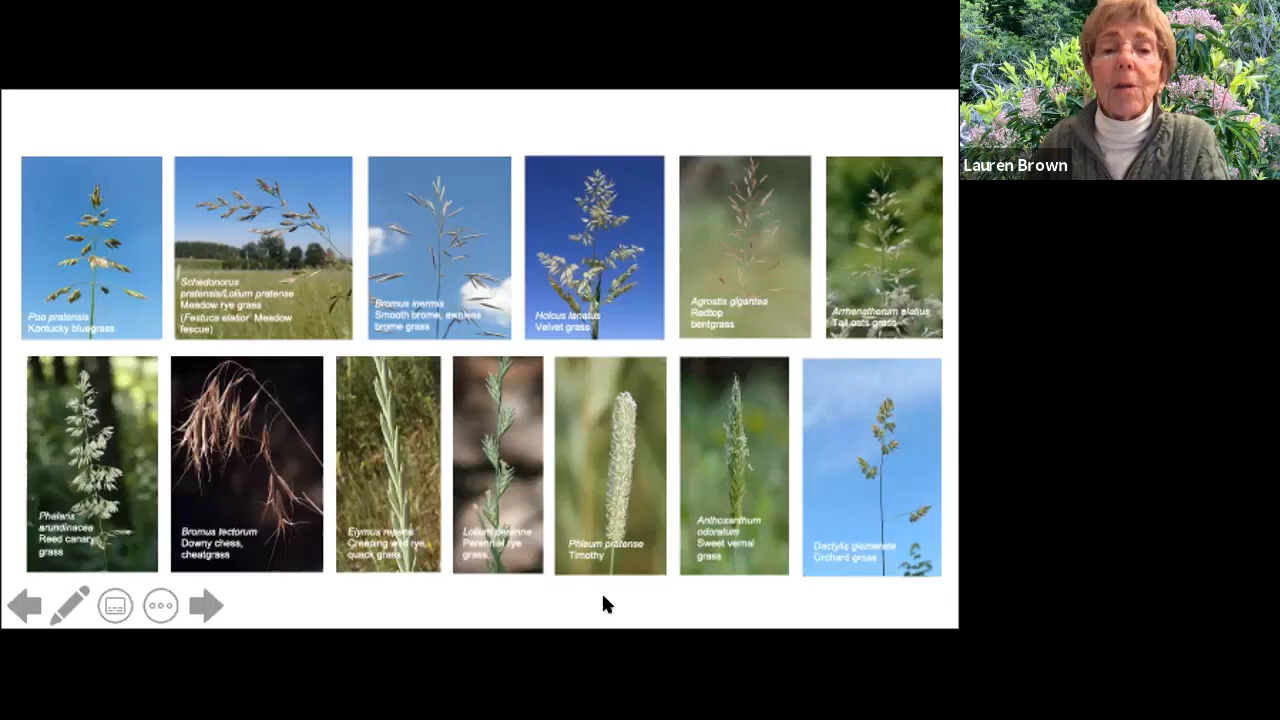 Lauren Brown
Poa pratensis
Kentucky bluegrass
Schedonorus
pratensis/Lolium pratense
Meadow rye grass
(Festuca elatior Meadow
fescue)
Bromus inermis
Smooth brome, awnless
brome grass
Holcus lanatus
Velvet grass
Agrostis gigantea
Redtop
bentgrass
Arrhenatherum elatius
Tall oats grass
Phalaris
arundinacea
Reed canary
grass
Bromus tectorum
Downy chess,
cheatgrass
Elymus repens
Creeping wild rye,
quack grass
Lolium perenne
Perennial rye
grass
Phleum pratense
Timothy
Anthoxanthum
odoratum
Sweet vernal
grass
Dactylis glomerata
Orchard grass